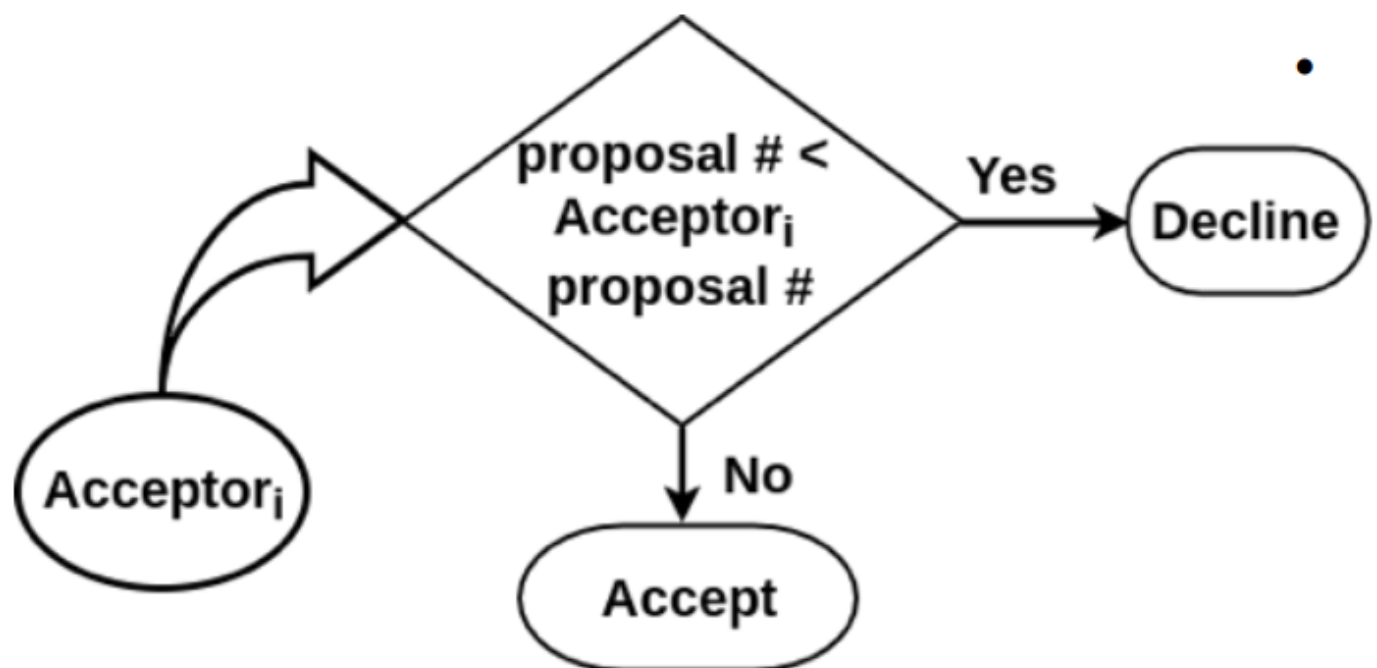 proposal # <
Acceptorᵢ
proposal #
Yes
Decline
Acceptorᵢ
No
Accept